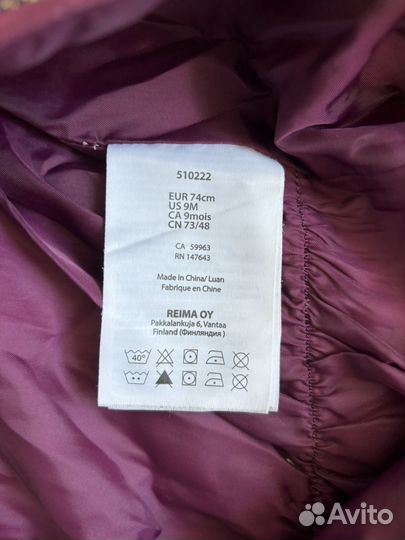 510222
EUR 74cm
US 9M
CA 9mois
CN 73/48
CA 59963
RN 147643
Made in China/ Luan
Fabrique en Chine
REIMA OY
Pakkalankuja 6, Vantaa
Finland (Финляндия )
40°
Avito